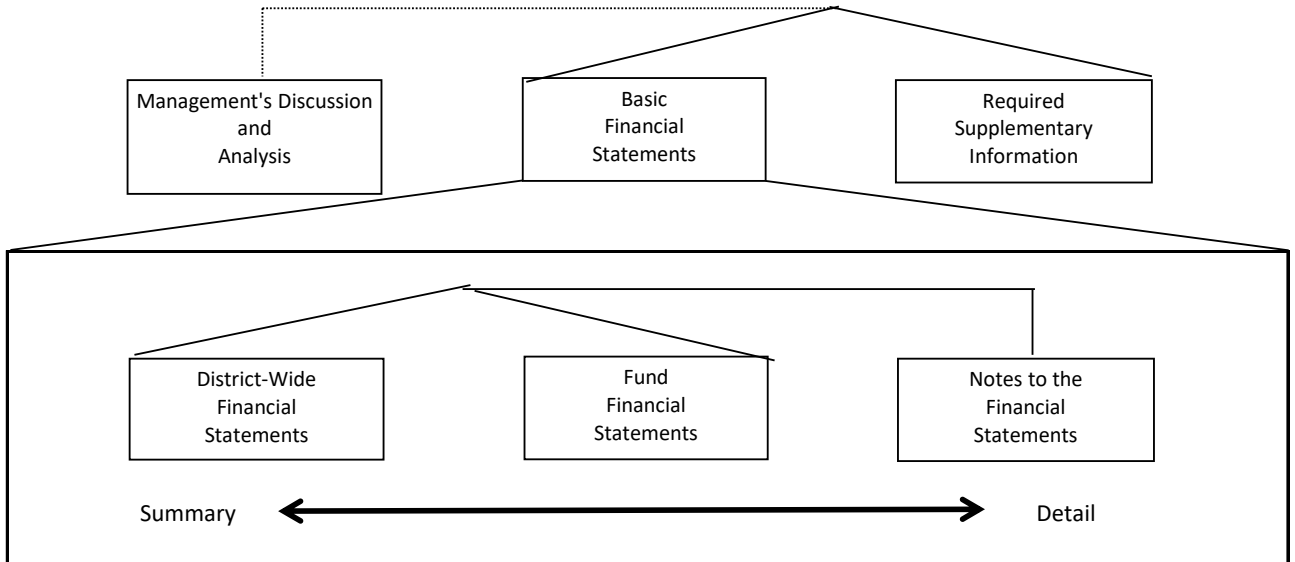 Management's Discussion
and
Analysis
Basic
Financial
Statements
Required
Supplementary
Information
District-Wide
Financial
Statements
Fund
Financial
Statements
Notes to the
Financial
Statements
Summary
Detail